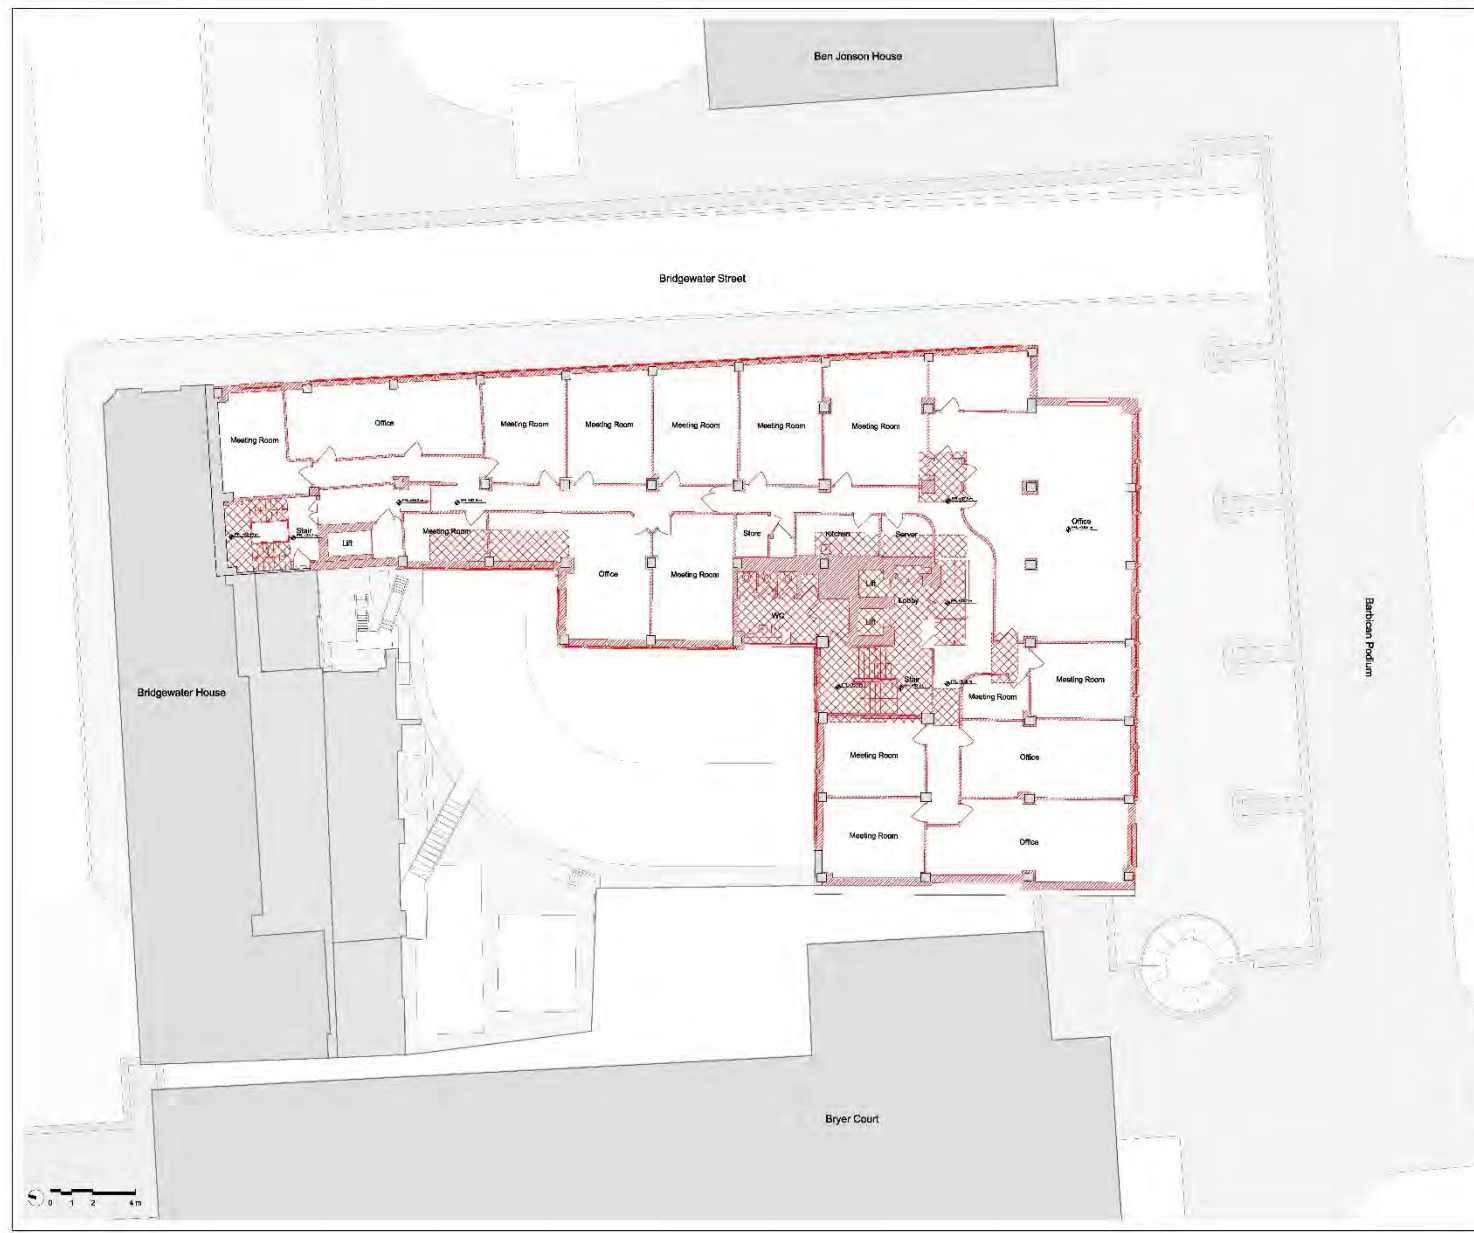 Ben Jonson House
Bridgewater Street
Office
Meeting Room
Meeting Room
Meeting Room
Meeting Room
Meeting Room
Meeting Room
Office
Stair
Lift
Meeting Room
Store
Kitchen
Server
Office
Meeting Room
Lift
Lobby
WC
Lift
Barbican Podium
Stair
Meeting Room
Meeting Room
Bridgewater House
Meeting Room
Office
Meeting Room
Office
Bryer Court
0 1 2 4m